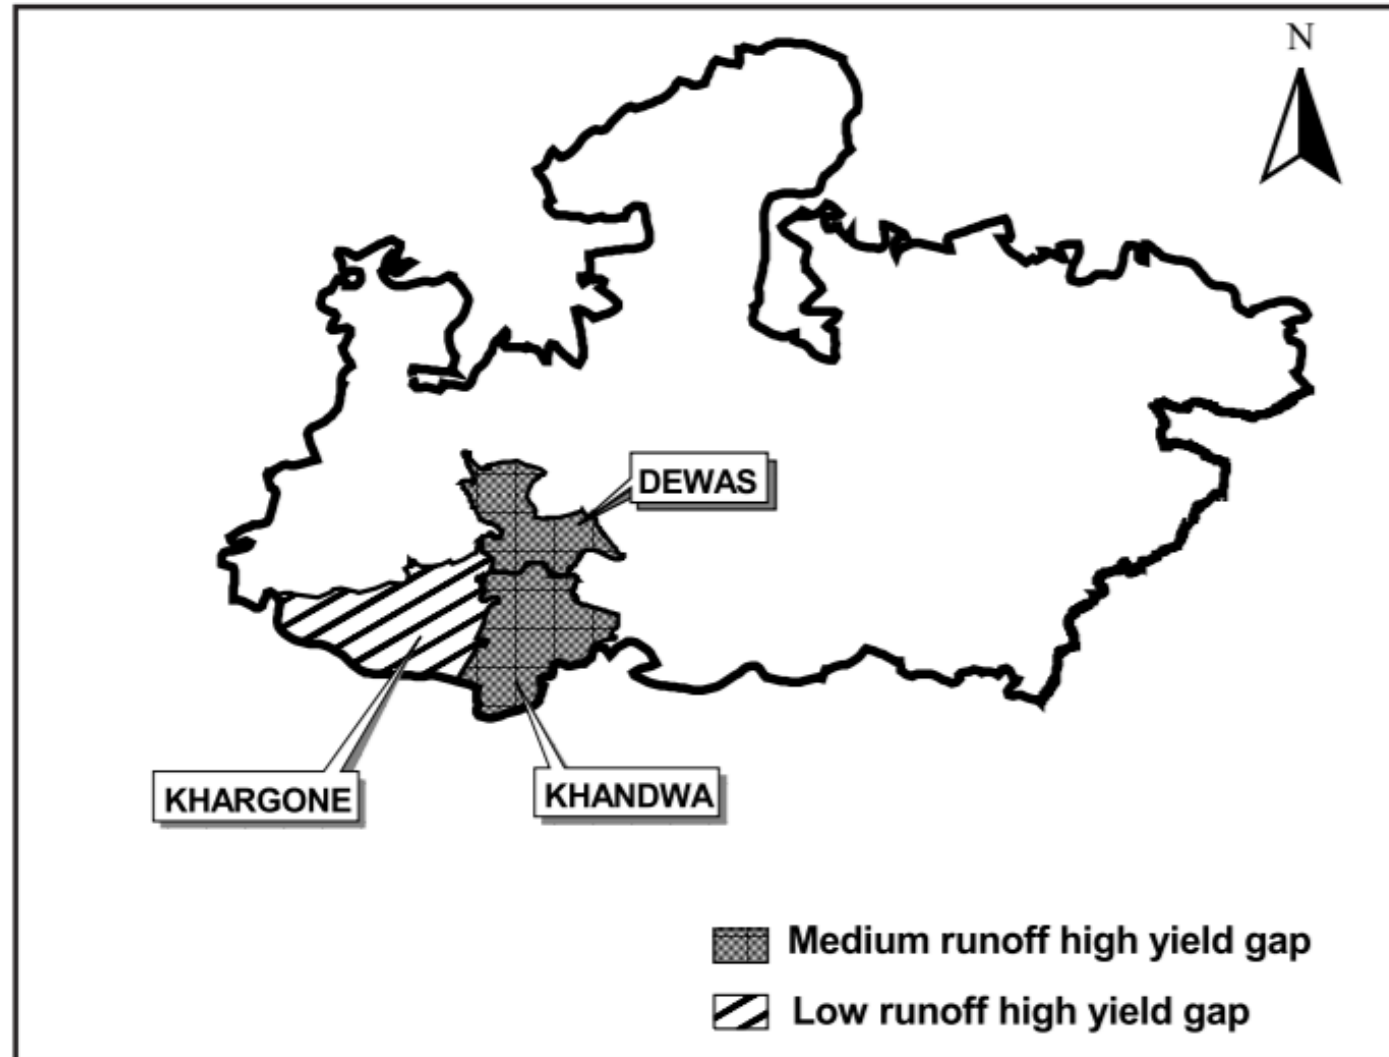 N
DEWAS
KHARGONE
KHANDWA
Medium runoff high yield gap
Low runoff high yield gap